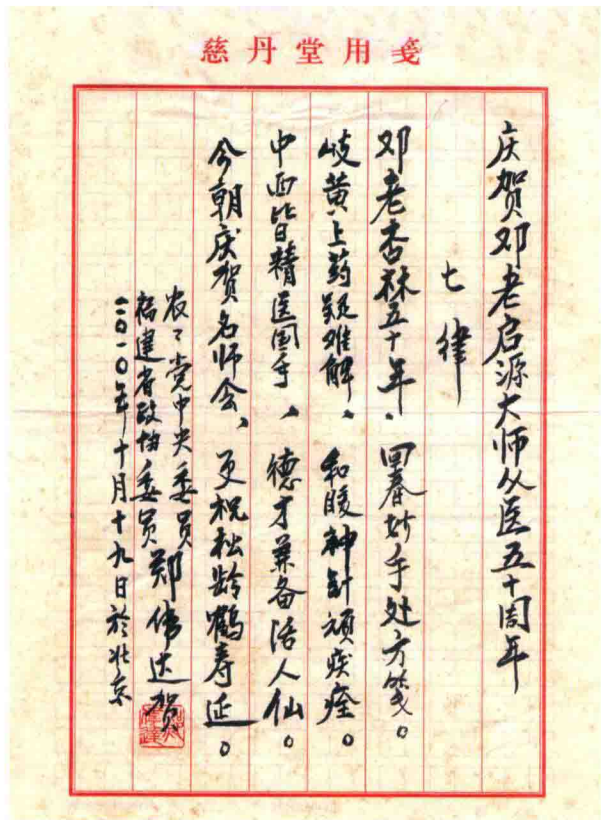 慈丹堂用箋
庆贺邓老启源大师从医五十周年
七律
邓老杏林五十年、回春妙手处方笺。
岐黄上药疑难解、和暖神针顽疾痊。
中西皆精医国手、德才兼备活人仙。
今朝庆贺名师会、更祝松龄鹤寿延。
农工党中央委员
福建省政协委员
郑伟达贺
二〇一〇年十月十九日於北京